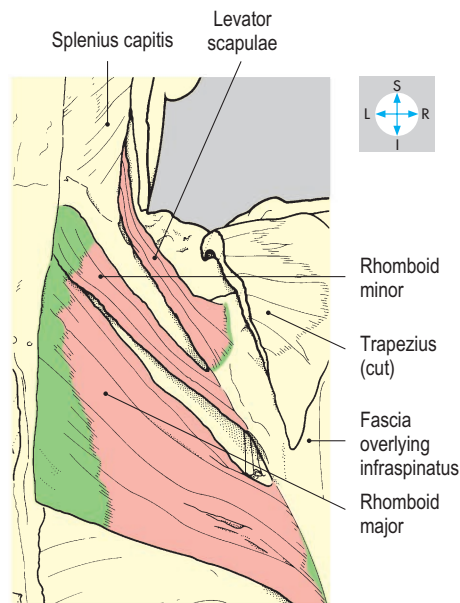 Levator
scapulae
Splenius capitis
S
L R
I
Rhomboid
minor
Trapezius
(cut)
Fascia
overlying
infraspinatus
Rhomboid
major